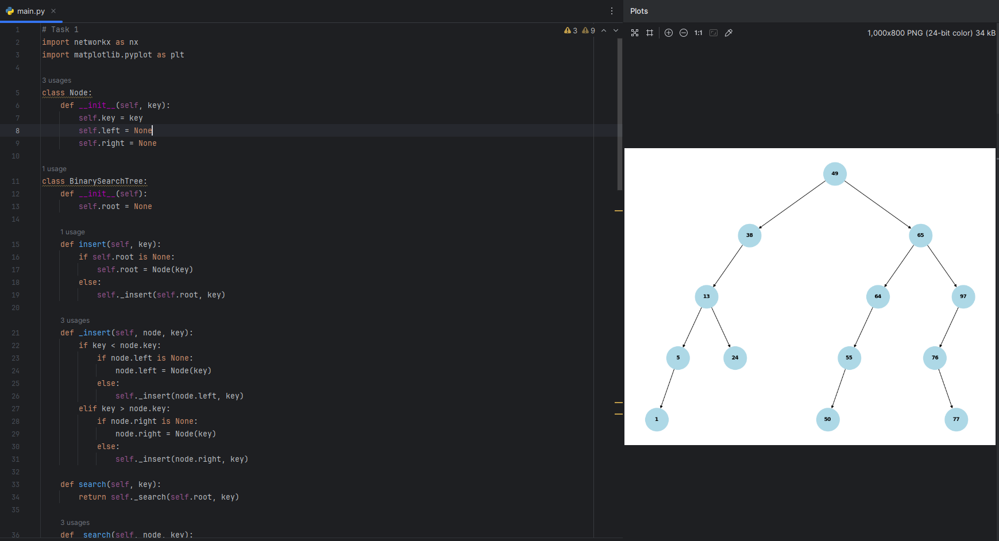 main.py
Plots
3 9
1:1
1,000x800 PNG (24-bit color) 34 kB
1 # Task 1
2 import networkx as nx
3 import matplotlib.pyplot as plt
4
3 usages
5 class Node:
6 def __init__(self, key):
7 self.key = key
8 self.left = None
9 self.right = None
10
1 usage
11 class BinarySearchTree:
12 def __init__(self):
13 self.root = None
14
1 usage
15 def insert(self, key):
16 if self.root is None:
17 self.root = Node(key)
18 else:
19 self._insert(self.root, key)
20
3 usages
21 def _insert(self, node, key):
22 if key < node.key:
23 if node.left is None:
24 node.left = Node(key)
25 else:
26 self._insert(node.left, key)
27 elif key > node.key:
28 if node.right is None:
29 node.right = Node(key)
30 else:
31 self._insert(node.right, key)
32
33 def search(self, key):
34 return self._search(self.root, key)
35
3 usages
36 def _search(self, node, key):
49
38 65
13 64 97
5 24 55 76
1 50 77